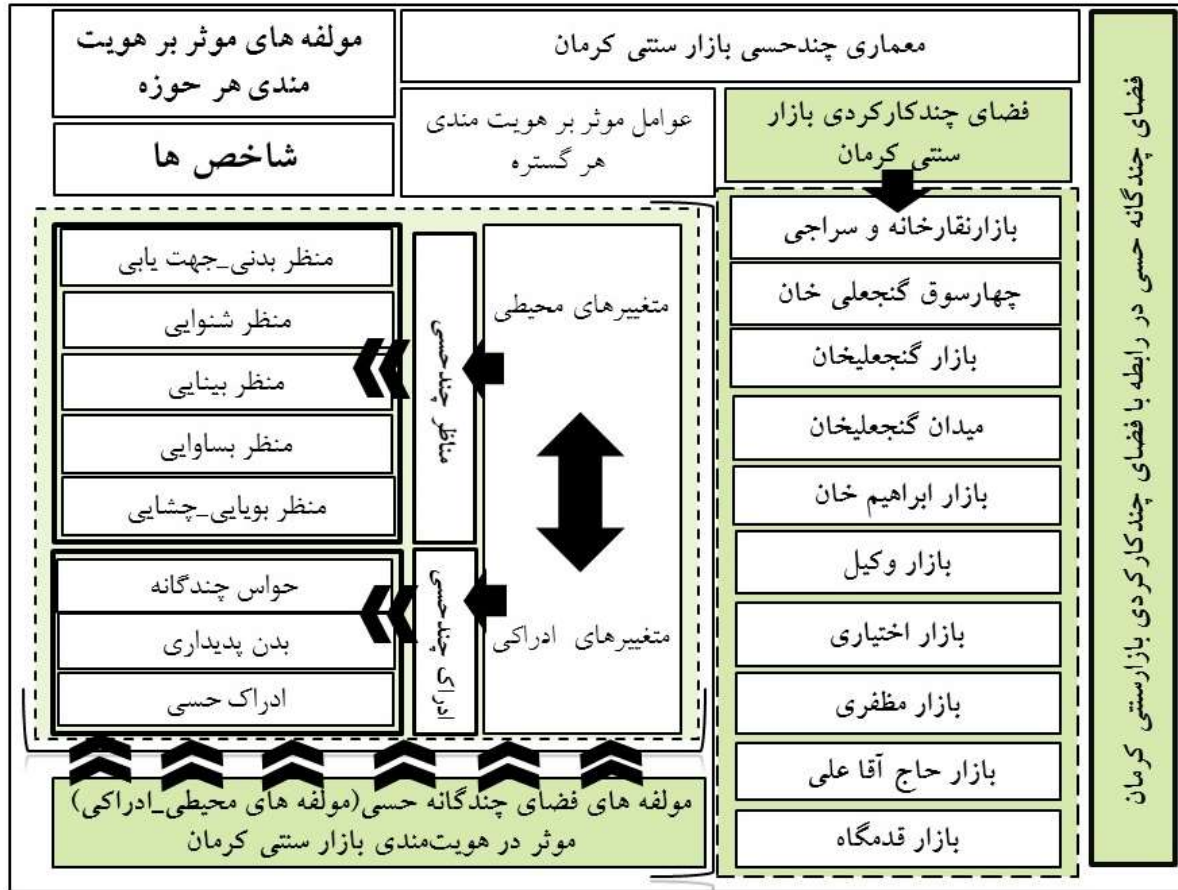 فضای چندگانه حسی در رابطه با فضای چندکارکردی بازارسنتی کرمان
معماری چندحسی بازار سنتی کرمان
مولفه های موثر بر هویت
مندی هر حوزه
فضای چندکارکردی بازار
سنتی کرمان
عوامل موثر بر هویت مندی
هر گستره
شاخص ها
بازارنقارخانه و سراجی
چهارسوق گنجعلی خان
بازار گنجعلیخان
میدان گنجعلیخان
بازار ابراهیم خان
بازار وکیل
بازار اختیاری
بازار مظفری
بازار حاج آقا علی
بازار قدمگاه
متغییرهای محیطی
متغییرهای ادراکی
مناظر چندحسی
ادراک چندحسی
منظر بدنی_جهت یابی
منظر شنوایی
منظر بینایی
منظر بساوایی
منظر بویایی_چشایی
حواس چندگانه
بدن پدیداری
ادراک حسی
مولفه های فضای چندگانه حسی(مولفه های محیطی_ادراکی)
موثر در هویت‌مندی بازار سنتی کرمان